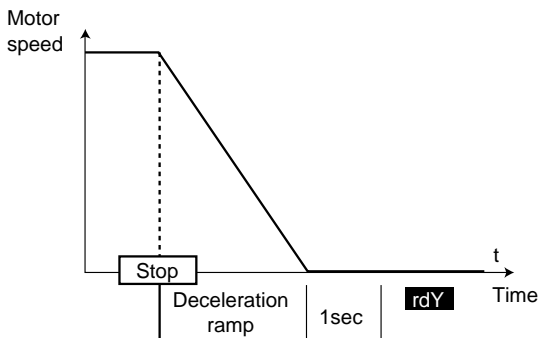 Motor
speed
t
Time
Stop
Deceleration
ramp
1sec
rdY